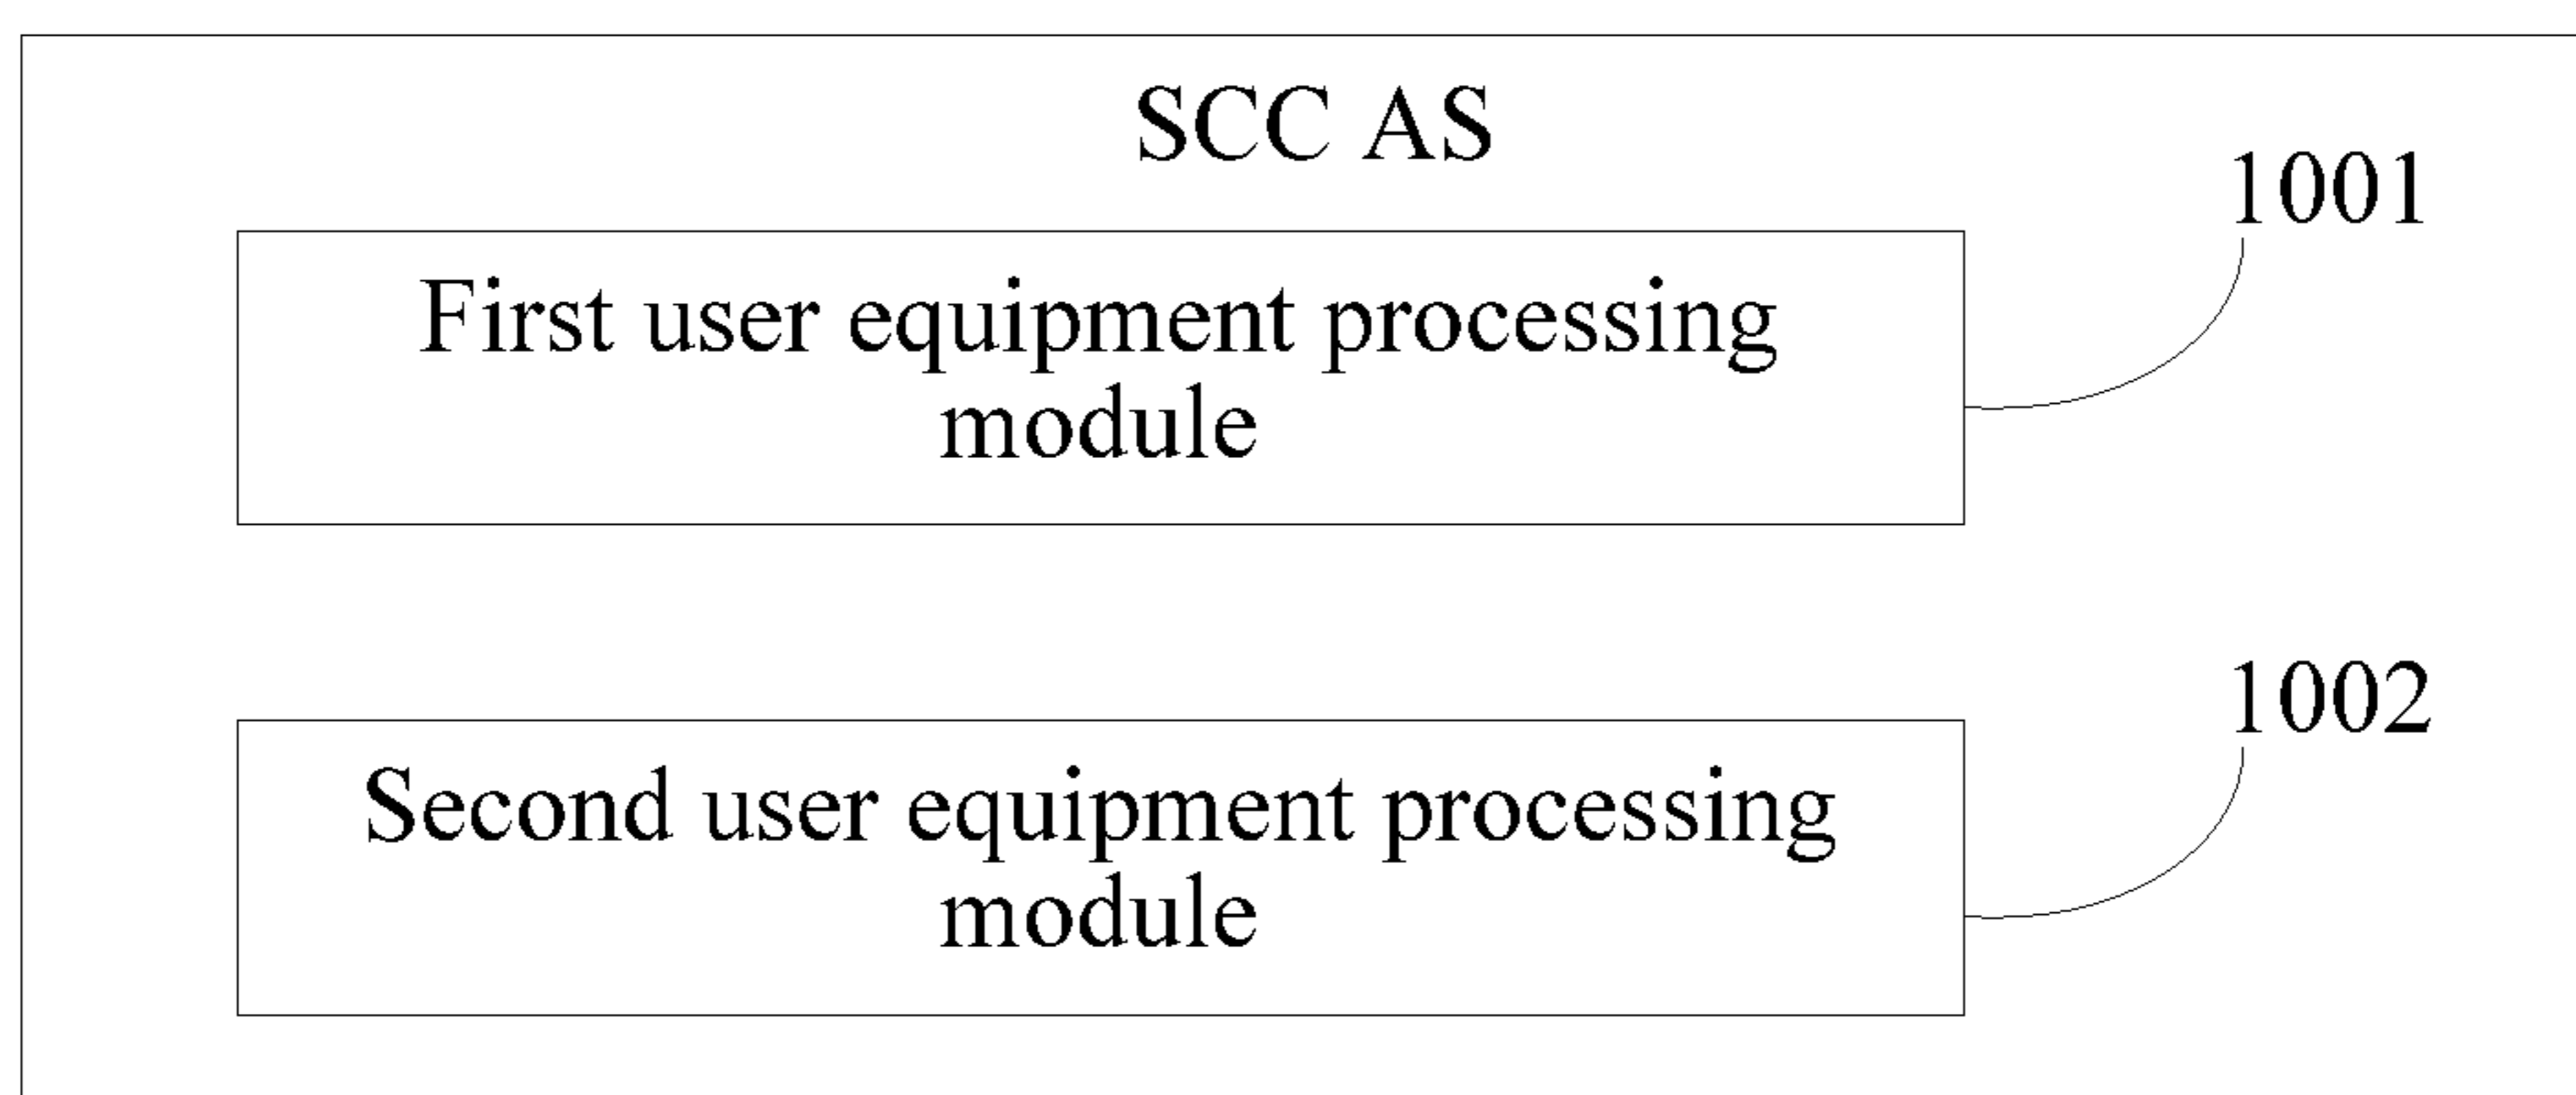 SCC AS
1001
First user equipment processing
module
1002
Second user equipment processing
module